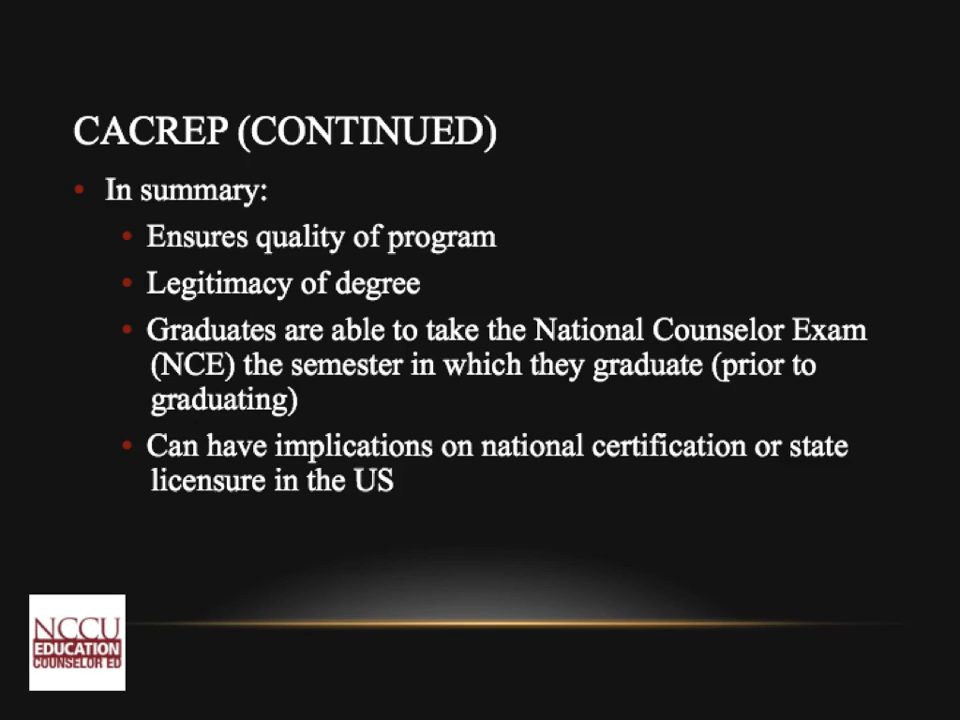 CACREP (CONTINUED)
• In summary:
• Ensures quality of program
• Legitimacy of degree
• Graduates are able to take the National Counselor Exam
(NCE) the semester in which they graduate (prior to
graduating)
• Can have implications on national certification or state
licensure in the US
NCCU
EDUCATION
COUNSELOR ED